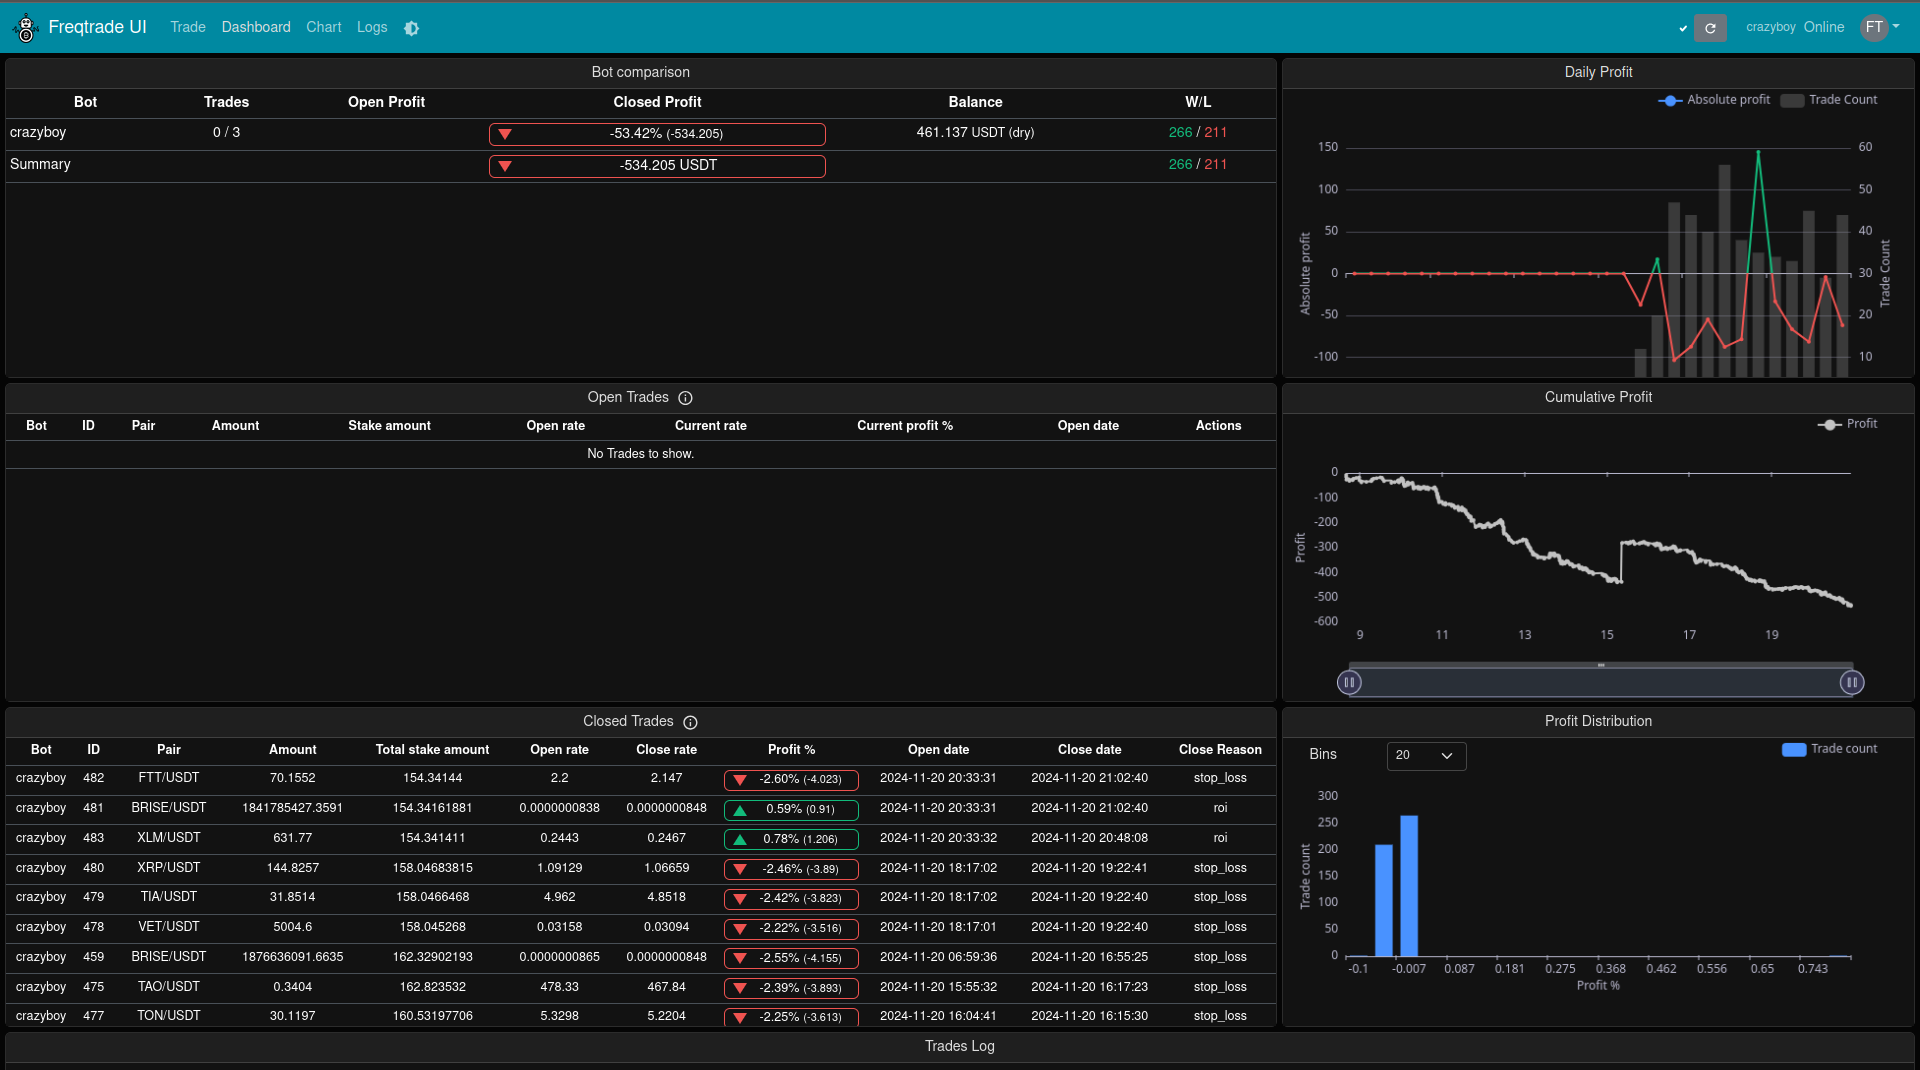 Freqtrade UI Trade Dashboard Chart Logs crazyboy Online FT
Bot comparison
Bot Trades Open Profit Closed Profit Balance W/L
crazyboy 0 / 3 -53.42% (-534.205) 461.137 USDT (dry) 266 / 211
Summary -534.205 USDT 266 / 211
Daily Profit
Absolute profit Trade Count
150 60
100 50
50 40
0 30
-50 20
-100 10
Absolute profit
Trade Count
Open Trades
Bot ID Pair Amount Stake amount Open rate Current rate Current profit % Open date Actions
No Trades to show.
Cumulative Profit
Profit
0
-100
-200
-300
-400
-500
-600
Profit
9 11 13 15 17 19
Closed Trades
Bot ID Pair Amount Total stake amount Open rate Close rate Profit % Open date Close date Close Reason
crazyboy 482 FTT/USDT 70.1552 154.34144 2.2 2.147 -2.60% (-4.023) 2024-11-20 20:33:31 2024-11-20 21:02:40 stop_loss
crazyboy 481 BRISE/USDT 1841785427.3591 154.34161881 0.0000000838 0.0000000848 0.59% (0.91) 2024-11-20 20:33:31 2024-11-20 21:02:40 roi
crazyboy 483 XLM/USDT 631.77 154.341411 0.2443 0.2467 0.78% (1.206) 2024-11-20 20:33:32 2024-11-20 20:48:08 roi
crazyboy 480 XRP/USDT 144.8257 158.04683815 1.09129 1.06659 -2.46% (-3.89) 2024-11-20 18:17:02 2024-11-20 19:22:41 stop_loss
crazyboy 479 TIA/USDT 31.8514 158.0466468 4.962 4.8518 -2.42% (-3.823) 2024-11-20 18:17:02 2024-11-20 19:22:40 stop_loss
crazyboy 478 VET/USDT 5004.6 158.045268 0.03158 0.03094 -2.22% (-3.516) 2024-11-20 18:17:01 2024-11-20 19:22:40 stop_loss
crazyboy 459 BRISE/USDT 1876636091.6635 162.32902193 0.0000000865 0.0000000848 -2.55% (-4.155) 2024-11-20 06:59:36 2024-11-20 16:55:25 stop_loss
crazyboy 475 TAO/USDT 0.3404 162.823532 478.33 467.84 -2.39% (-3.893) 2024-11-20 15:55:32 2024-11-20 16:17:23 stop_loss
crazyboy 477 TON/USDT 30.1197 160.53197706 5.3298 5.2204 -2.25% (-3.613) 2024-11-20 16:04:41 2024-11-20 16:15:30 stop_loss
Profit Distribution
Bins 20 Trade count
300
250
200
150
100
50
0
Trade count
-0.1 -0.007 0.087 0.181 0.275 0.368 0.462 0.556 0.65 0.743
Profit %
Trades Log